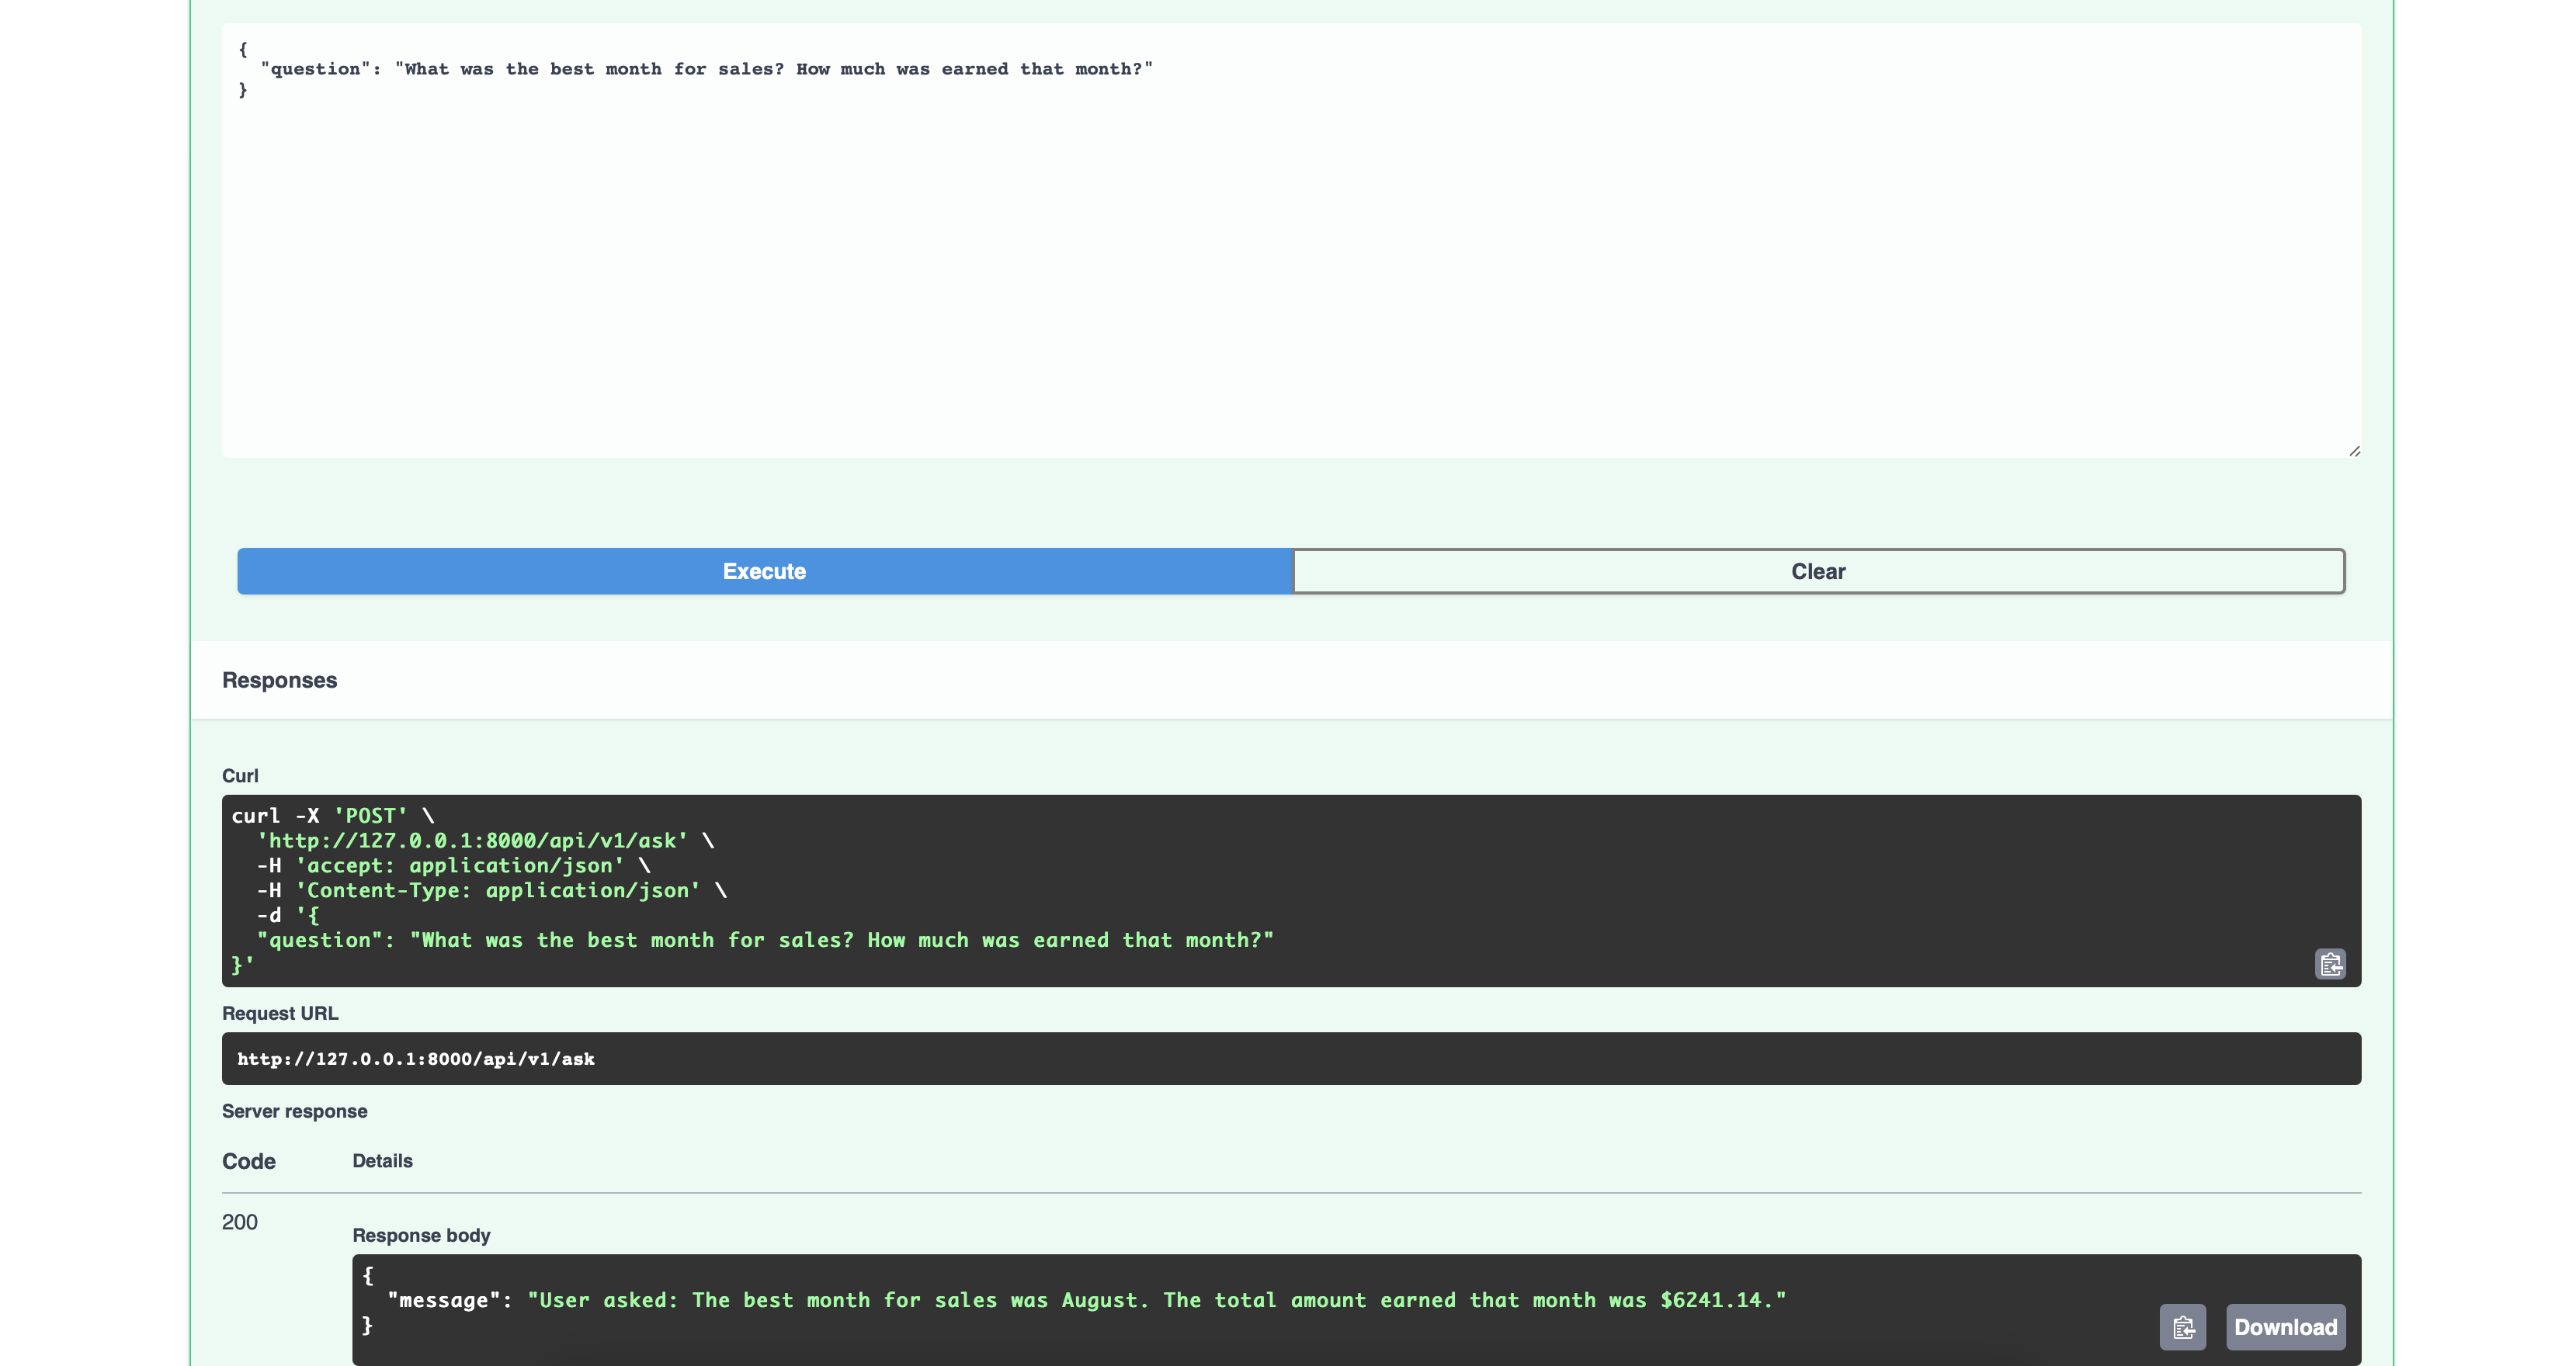 {
  "question": "What was the best month for sales? How much was earned that month?"
}
Execute
Clear
Responses
Curl
curl -X 'POST' \
  'http://127.0.0.1:8000/api/v1/ask' \
  -H 'accept: application/json' \
  -H 'Content-Type: application/json' \
  -d '{
  "question": "What was the best month for sales? How much was earned that month?"
}'
Request URL
http://127.0.0.1:8000/api/v1/ask
Server response
Code Details
200
Response body
{
  "message": "User asked: The best month for sales was August. The total amount earned that month was $6241.14."
}
Download